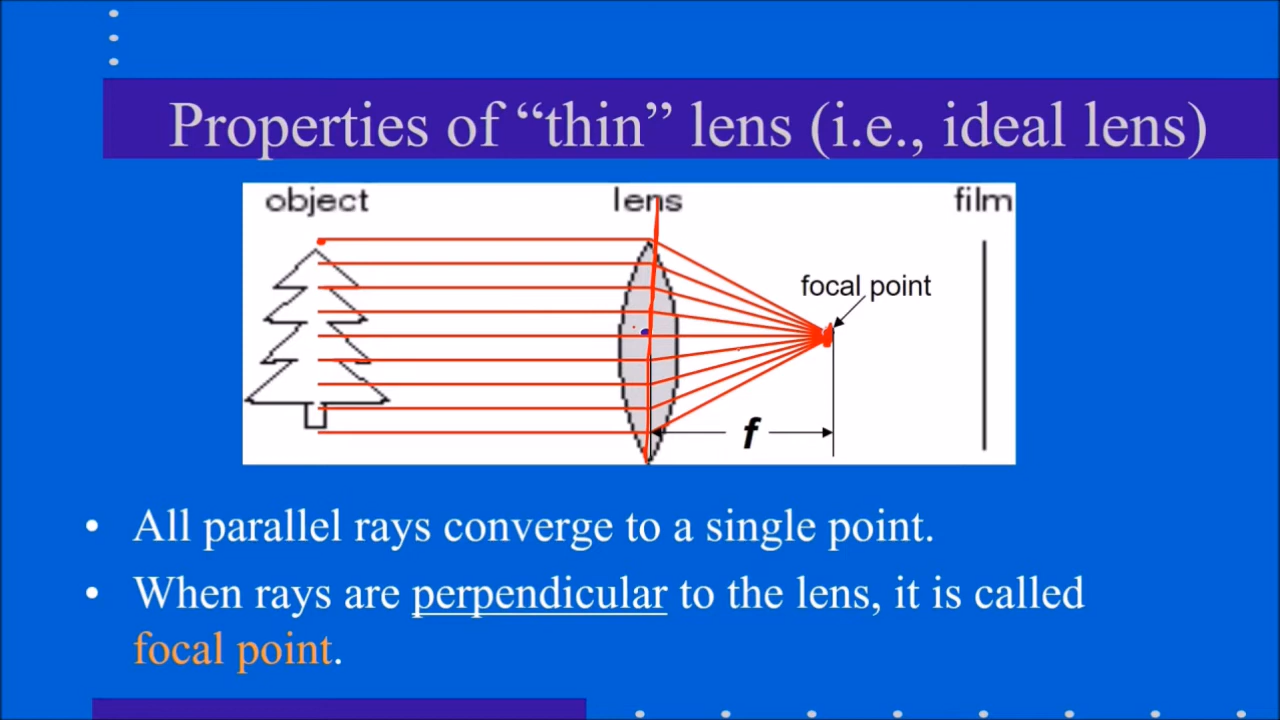 Properties of “thin” lens (i.e., ideal lens)
object lens film
focal point
f
• All parallel rays converge to a single point.
• When rays are perpendicular to the lens, it is called
focal point.